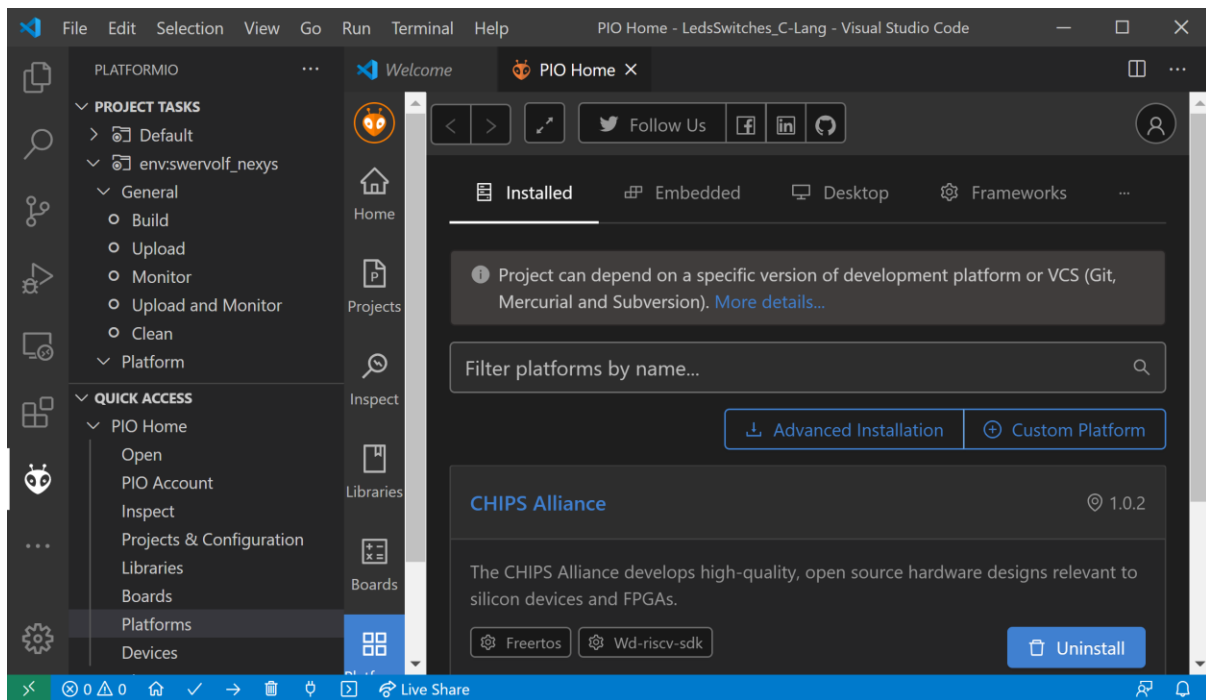 File Edit Selection View Go Run Terminal Help PIO Home - LedsSwitches_C-Lang - Visual Studio Code
PLATFORMIO
PROJECT TASKS
Default
env:swervolf_nexys
General
Build
Upload
Monitor
Upload and Monitor
Clean
Platform
QUICK ACCESS
PIO Home
Open
PIO Account
Inspect
Projects & Configuration
Libraries
Boards
Platforms
Devices
Welcome PIO Home
Home
Projects
Inspect
Libraries
Boards
Follow Us
Installed Embedded Desktop Frameworks
Project can depend on a specific version of development platform or VCS (Git,
Mercurial and Subversion). More details...
Filter platforms by name...
Advanced Installation Custom Platform
CHIPS Alliance 1.0.2
The CHIPS Alliance develops high-quality, open source hardware designs relevant to
silicon devices and FPGAs.
Freertos Wd-riscv-sdk Uninstall
0 0 Live Share